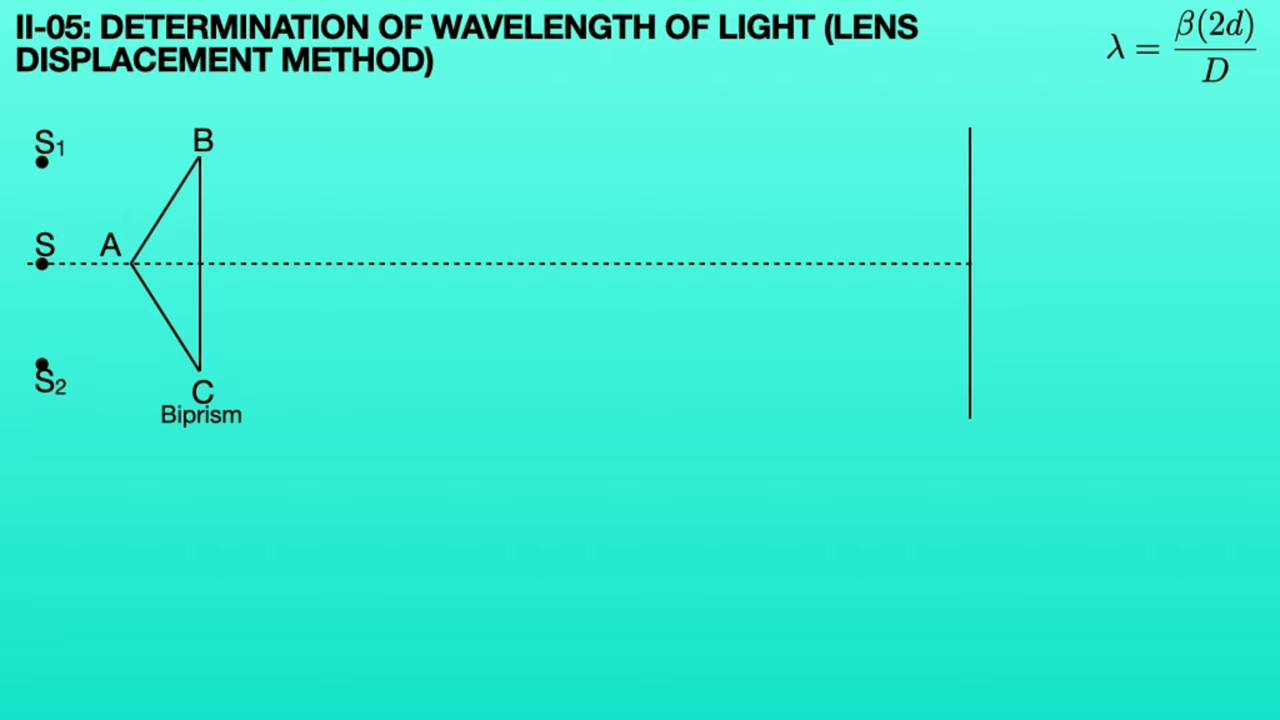 II-05: DETERMINATION OF WAVELENGTH OF LIGHT (LENS
DISPLACEMENT METHOD)
λ = β(2d) / D
S₁
B
S
A
S₂
C
Biprism